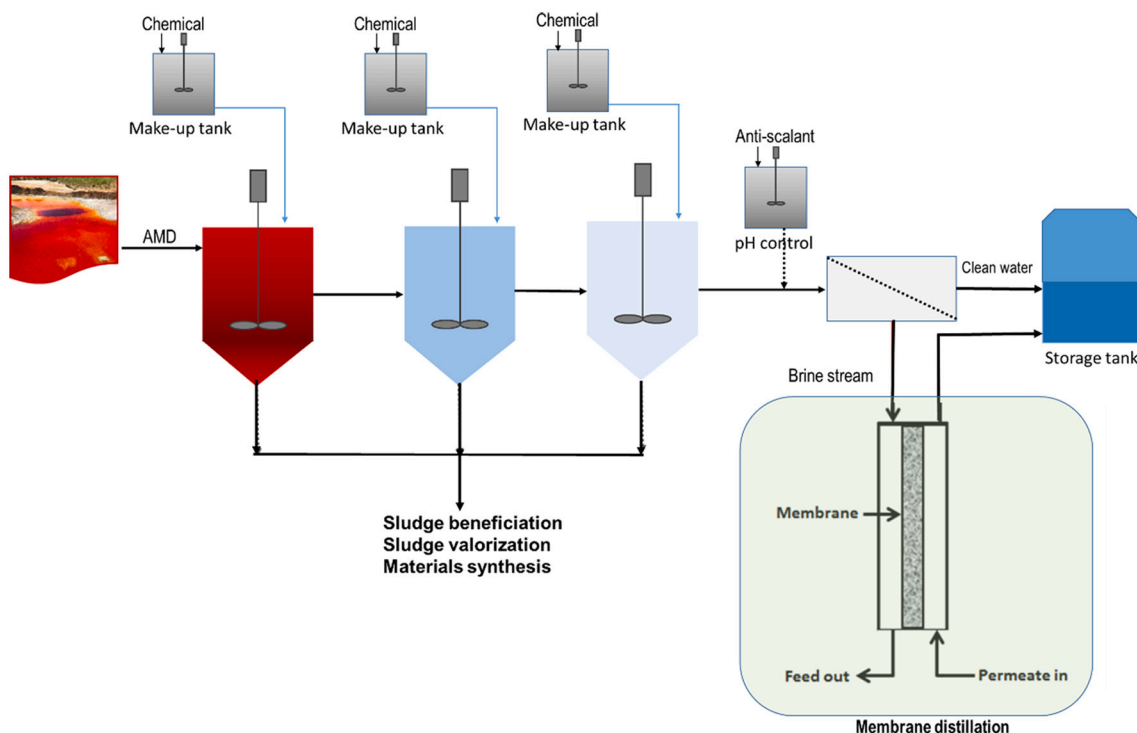 Chemical
Make-up tank
Chemical
Make-up tank
Chemical
Make-up tank
Anti-scalant
pH control
AMD
Clean water
Storage tank
Brine stream
Sludge beneficiation
Sludge valorization
Materials synthesis
Membrane
Feed out
Permeate in
Membrane distillation